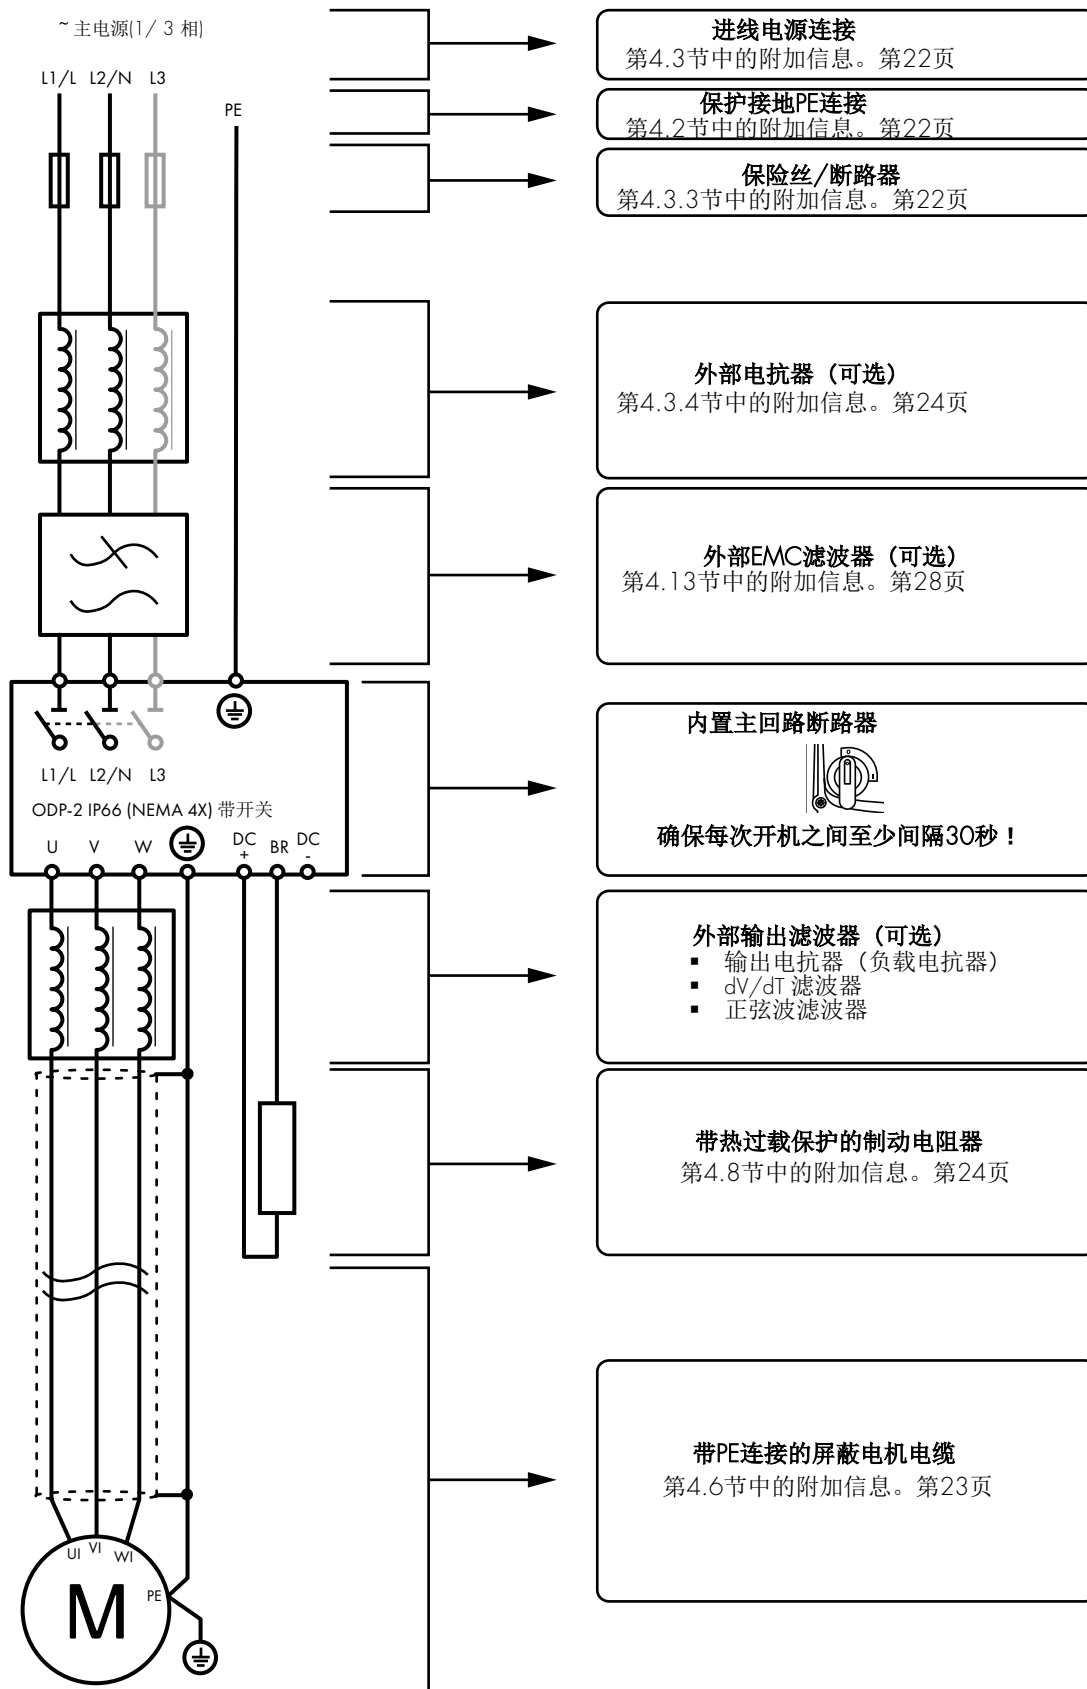 ~ 主电源(1/ 3 相)
L1/L L2/N L3
PE
进线电源连接
第4.3节中的附加信息。第22页
保护接地PE连接
第4.2节中的附加信息。第22页
保险丝/断路器
第4.3.3节中的附加信息。第22页
外部电抗器（可选）
第4.3.4节中的附加信息。第24页
外部EMC滤波器（可选）
第4.13节中的附加信息。第28页
L1/L L2/N L3
ODP-2 IP66 (NEMA 4X) 带开关
U V W DC + BR DC -
内置主回路断路器
0
I
确保每次开机之间至少间隔30秒！
外部输出滤波器（可选）
▪ 输出电抗器（负载电抗器）
▪ dV/dT 滤波器
▪ 正弦波滤波器
带热过载保护的制动电阻器
第4.8节中的附加信息。第24页
带PE连接的屏蔽电机电缆
第4.6节中的附加信息。第23页
U1 V1 W1
M
PE